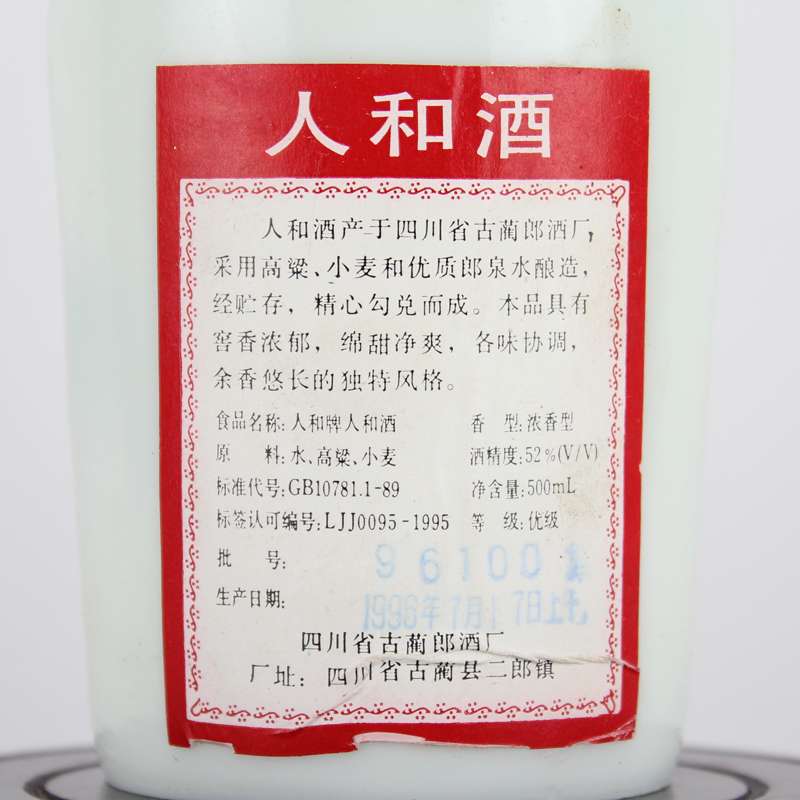 人和酒
人和酒产于四川省古蔺郎酒厂,
采用高粱、小麦和优质郎泉水酿造,
经贮存,精心勾兑而成。本品具有
窖香浓郁,绵甜净爽,各味协调,
余香悠长的独特风格。
食品名称:人和牌人和酒 香 型:浓香型
原 料:水、高粱、小麦 酒精度:52%(V/V)
标准代号:GB10781.1-89 净含量:500mL
标签认可编号:LJJ0095-1995 等 级:优级
批 号: 961001
生产日期: 1996年7月17日
四川省古蔺郎酒厂
厂址:四川省古蔺县二郎镇